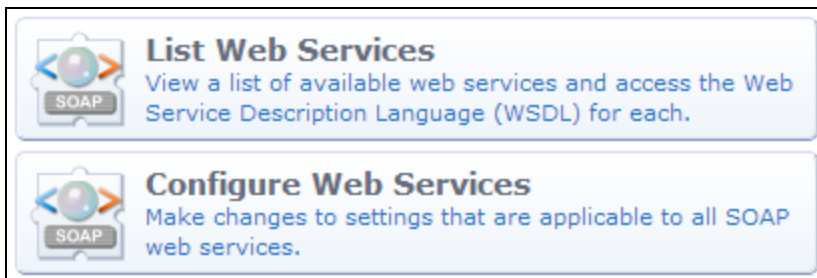 List Web Services
View a list of available web services and access the Web
Service Description Language (WSDL) for each.
SOAP
Configure Web Services
Make changes to settings that are applicable to all SOAP
web services.
SOAP